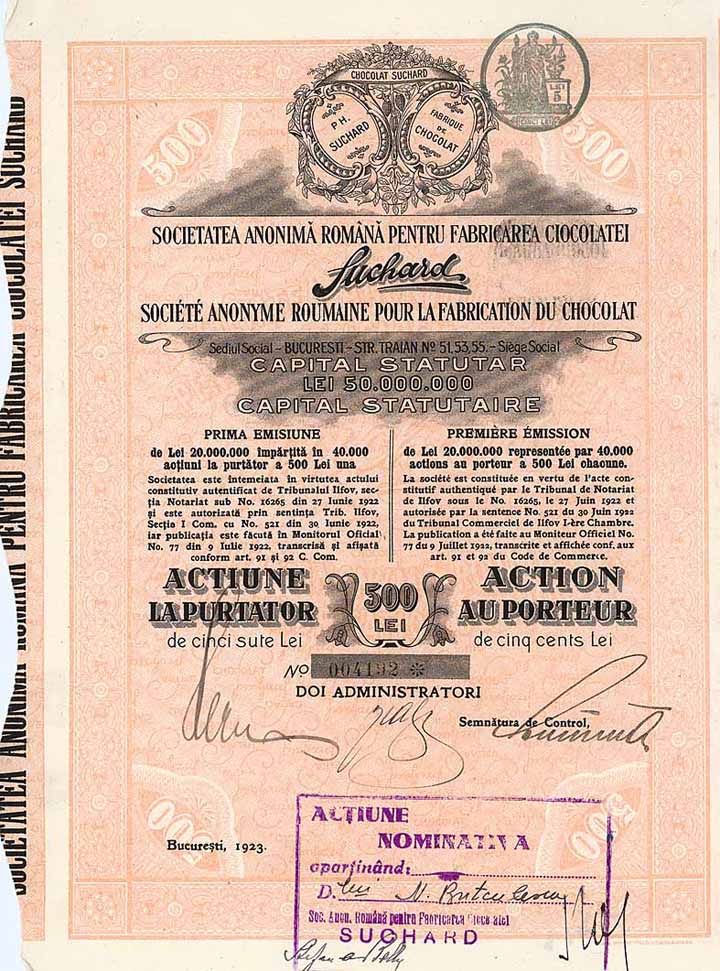 CHOCOLAT SUCHARD
PH. SUCHARD
FABRIQUE DE CHOCOLAT
LEI 5
CINCI LEI
500
500
SOCIETATEA ANONIMĂ ROMÂNĂ PENTRU FABRICAREA CIOCOLATEI
Suchard
SOCIÉTÉ ANONYME ROUMAINE POUR LA FABRICATION DU CHOCOLAT
Sediul Social – BUCURESTI – STR. TRAIAN No 51, 53, 55. – Siège Social
CAPITAL STATUTAR
LEI 50.000.000
CAPITAL STATUTAIRE
PRIMA EMISIUNE
de Lei 20.000.000 împărțită în 40.000
acțiuni la purtător a 500 Lei una
Societatea este întemeiata în virtutea actului
constitutiv autentificat de Tribunalul Ilfov, sec-
ția Notariat sub No. 16265 din 27 Iunie 1922
și este autorizată prin sentința Trib. Ilfov,
Secția I Com. cu No. 521 din 30 Iunie 1922,
iar publicația este făcută în Monitorul Oficial
No. 77 din 9 Iulie 1922, transcrisă și afișată
conform art. 91 și 92 C. Com.
PREMIÈRE ÉMISSION
de Lei 20.000.000 representée par 40.000
actions au porteur a 500 Lei chacune.
La société est constituée en vertu de l'acte con-
stitutif authentiqué par le Tribunal de Notariat
de Ilfov sous le No. 16265, le 27 Juin 1922 et
autorisée par la sentence No. 521 du 30 Juin 1922
du Tribunal Commercial de Ilfov I-ère Chambre.
La publication a été faite au Moniteur Officiel No.
77 du 9 Juillet 1922, transcrite et affichée conf. aux
art. 91 et 92 du Code de Commerce.
ACTIUNE
LA PURTATOR
de cinci sute Lei
500
LEI
ACTION
AU PORTEUR
de cinq cents Lei
No 004192 *
DOI ADMINISTRATORI
Semnătura de Control,
București, 1923.
500
500
ACȚIUNE
NOMINATIVA
aparținând:
D.
Soc. Anon. Română pentru Fabricarea Ciocolatei
SUCHARD
SOCIETATEA ANONIMĂ ROMÂNĂ PENTRU FABRICAREA CIOCOLATEI SUCHARD